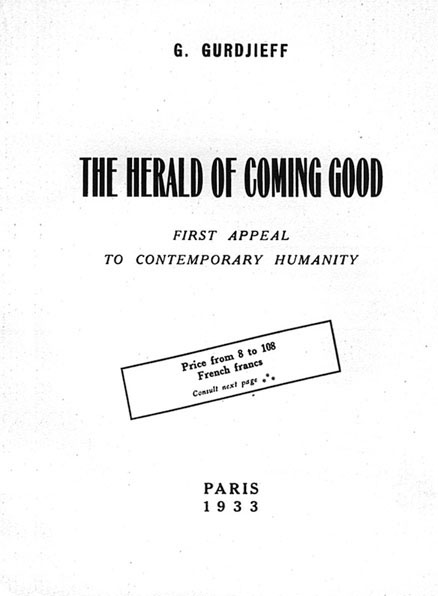 G. GURDJIEFF
THE HERALD OF COMING GOOD
FIRST APPEAL
TO CONTEMPORARY HUMANITY
Price from 8 to 108
French francs
Consult next page ***
PARIS
1933